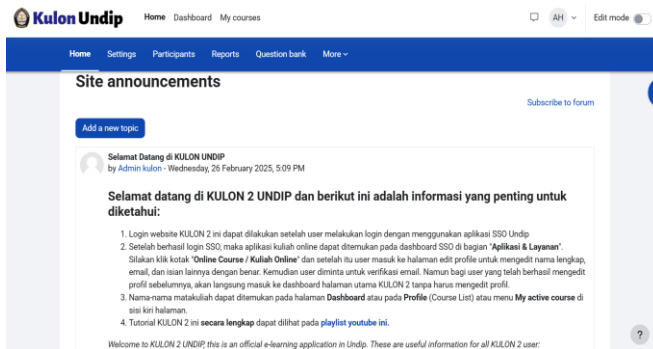 Kulon Undip Home Dashboard My courses AH Edit mode
Home Settings Participants Reports Question bank More
Site announcements
Subscribe to forum
Add a new topic
Selamat Datang di KULON UNDIP
by Admin kulon - Wednesday, 26 February 2025, 5:09 PM
Selamat datang di KULON 2 UNDIP dan berikut ini adalah informasi yang penting untuk
diketahui:
1. Login website KULON 2 ini dapat dilakukan setelah user melakukan login dengan menggunakan aplikasi SSO Undip
2. Setelah berhasil login SSO, maka aplikasi kuliah online dapat ditemukan pada dashboard SSO di bagian "Aplikasi & Layanan".
Silakan klik kotak "Online Course / Kuliah Online" dan setelah itu user masuk ke halaman edit profile untuk mengedit nama lengkap,
email, dan isian lainnya dengan benar. Kemudian user diminta untuk verifikasi email. Namun bagi user yang telah berhasil mengedit
profil sebelumnya, akan langsung masuk ke dashboard halaman utama KULON 2 UNDIP tanpa harus mengedit profil.
3. Nama-nama matakuliah dapat ditemukan pada halaman Dashboard atau pada Profile (Course List) atau menu My active course di
sisi kiri halaman.
4. Tutorial KULON 2 ini secara lengkap dapat dilihat pada playlist youtube ini.
Welcome to KULON 2 UNDIP, this is an official e-learning application in Undip. These are useful information for all KULON 2 user:
?